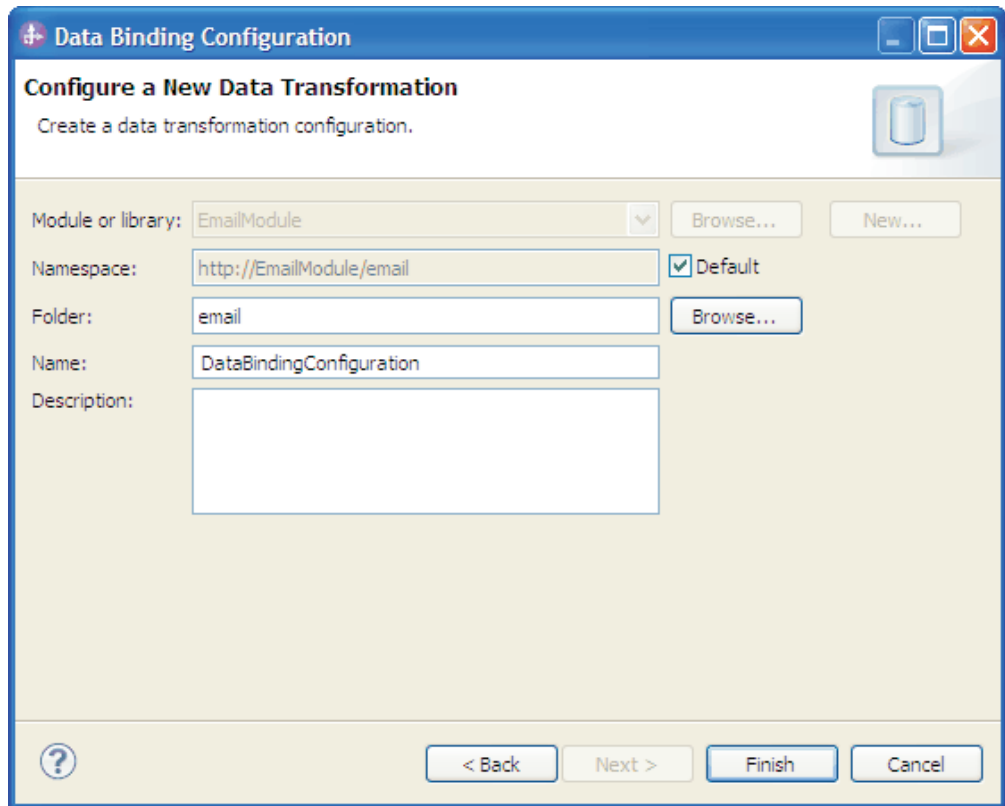 Data Binding Configuration
Configure a New Data Transformation
Create a data transformation configuration.
Module or library: EmailModule Browse... New...
Namespace: http://EmailModule/email Default
Folder: email Browse...
Name: DataBindingConfiguration
Description:
? < Back Next > Finish Cancel